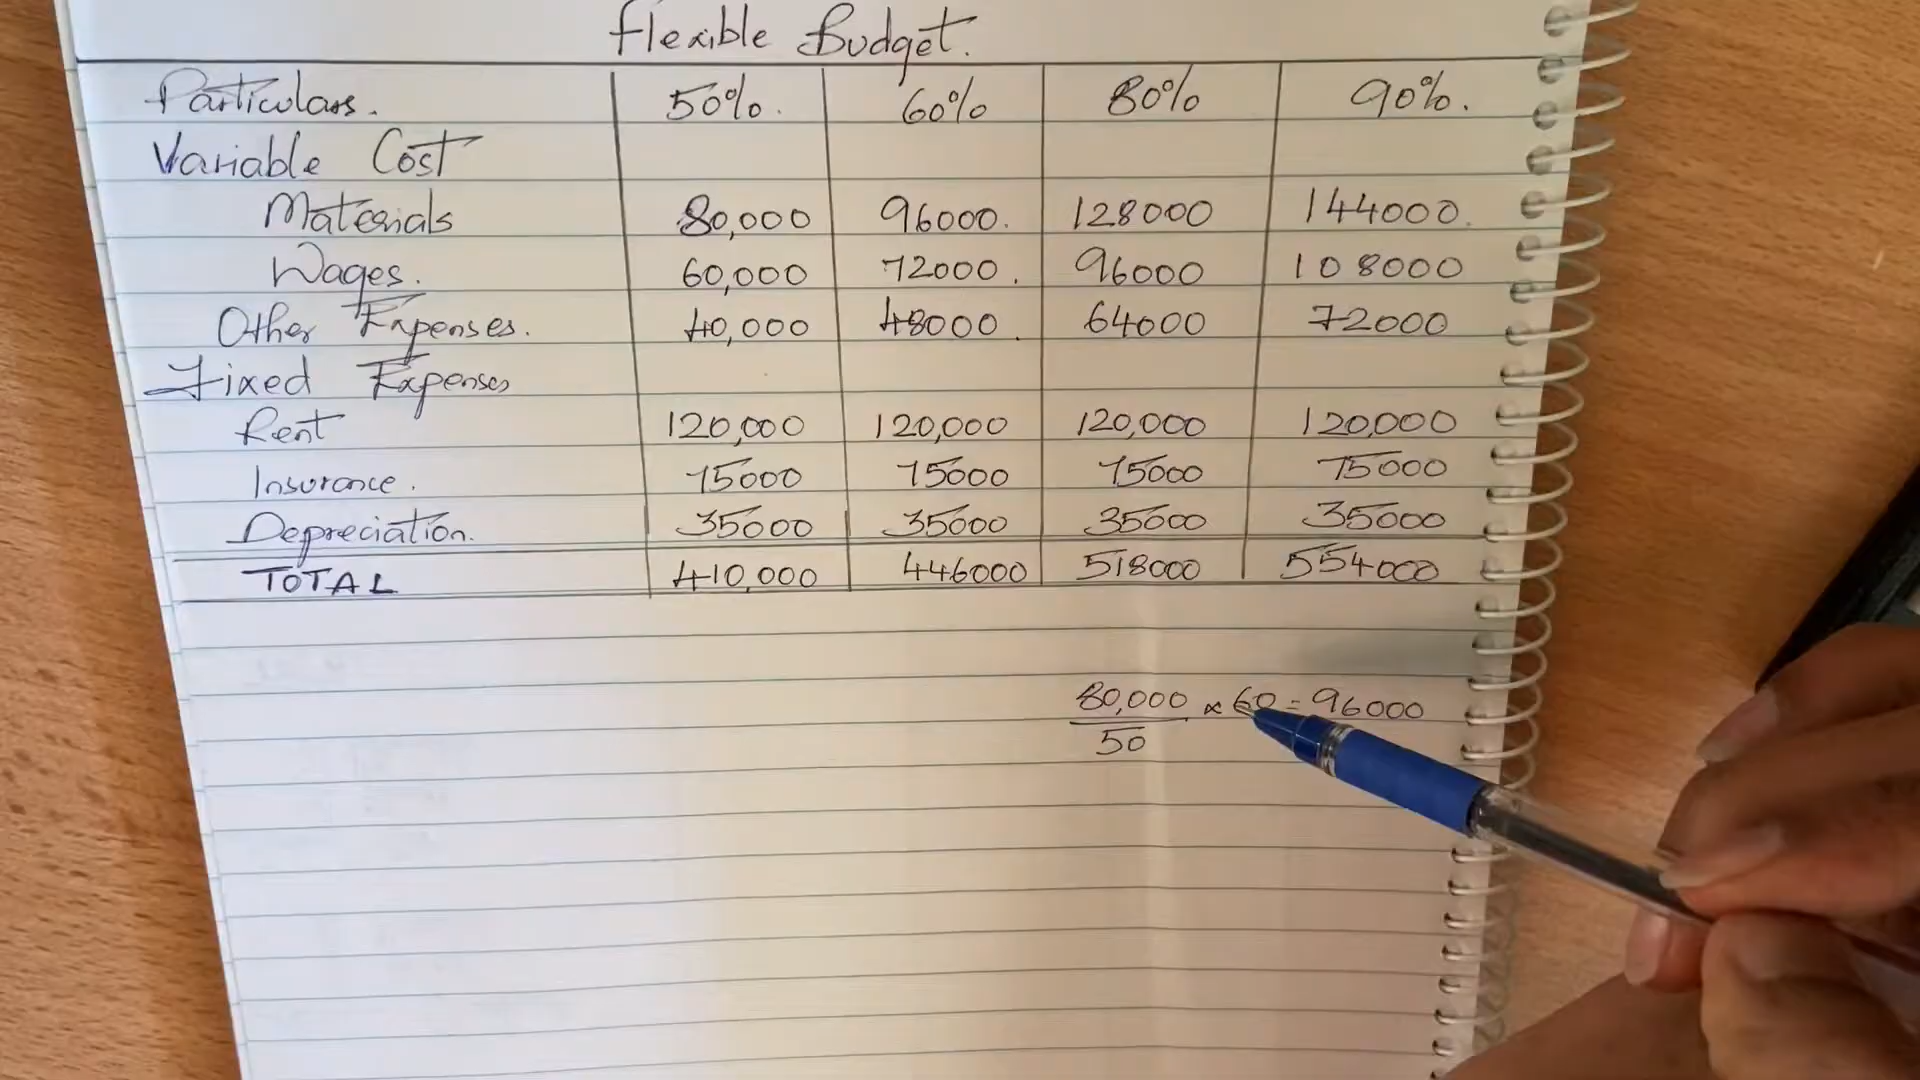 Flexible Budget.
Particulars. 50%. 60% 80% 90%.
Variable Cost
Materials 80,000 96000. 128000 144000.
Wages. 60,000 72000. 96000 108000
Other Expenses. 40,000 48000. 64000 72000
Fixed Expenses
Rent 120,000 120,000 120,000 120,000
Insurance. 75000 75000 75000 75000
Depreciation. 35000 35000 35000 35000
TOTAL 410,000 446000 518000 554000
80,000 × 60 = 96000
50